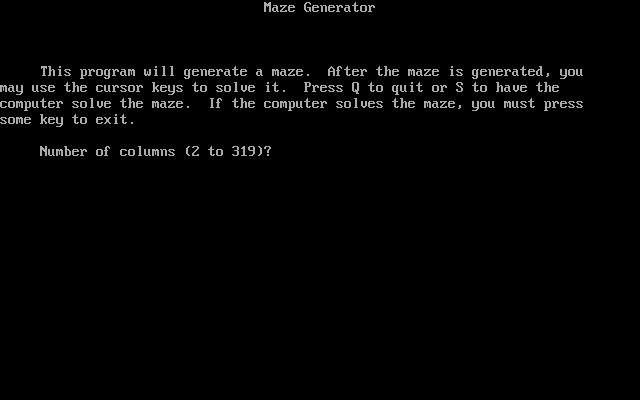 Maze Generator
This program will generate a maze.  After the maze is generated, you
may use the cursor keys to solve it.  Press Q to quit or S to have the
computer solve the maze.  If the computer solves the maze, you must press
some key to exit.
Number of columns (2 to 319)?